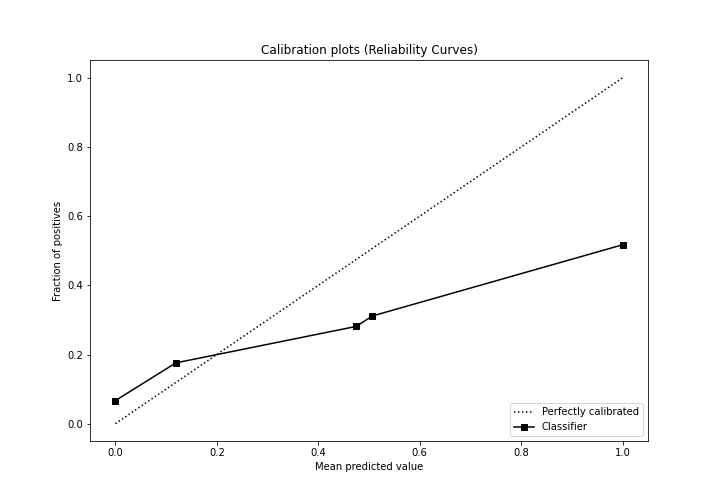 Calibration plots (Reliability Curves)
1.0
0.8
0.6
0.4
0.2
0.0
Fraction of positives
0.0 0.2 0.4 0.6 0.8 1.0
Mean predicted value
Perfectly calibrated
Classifier